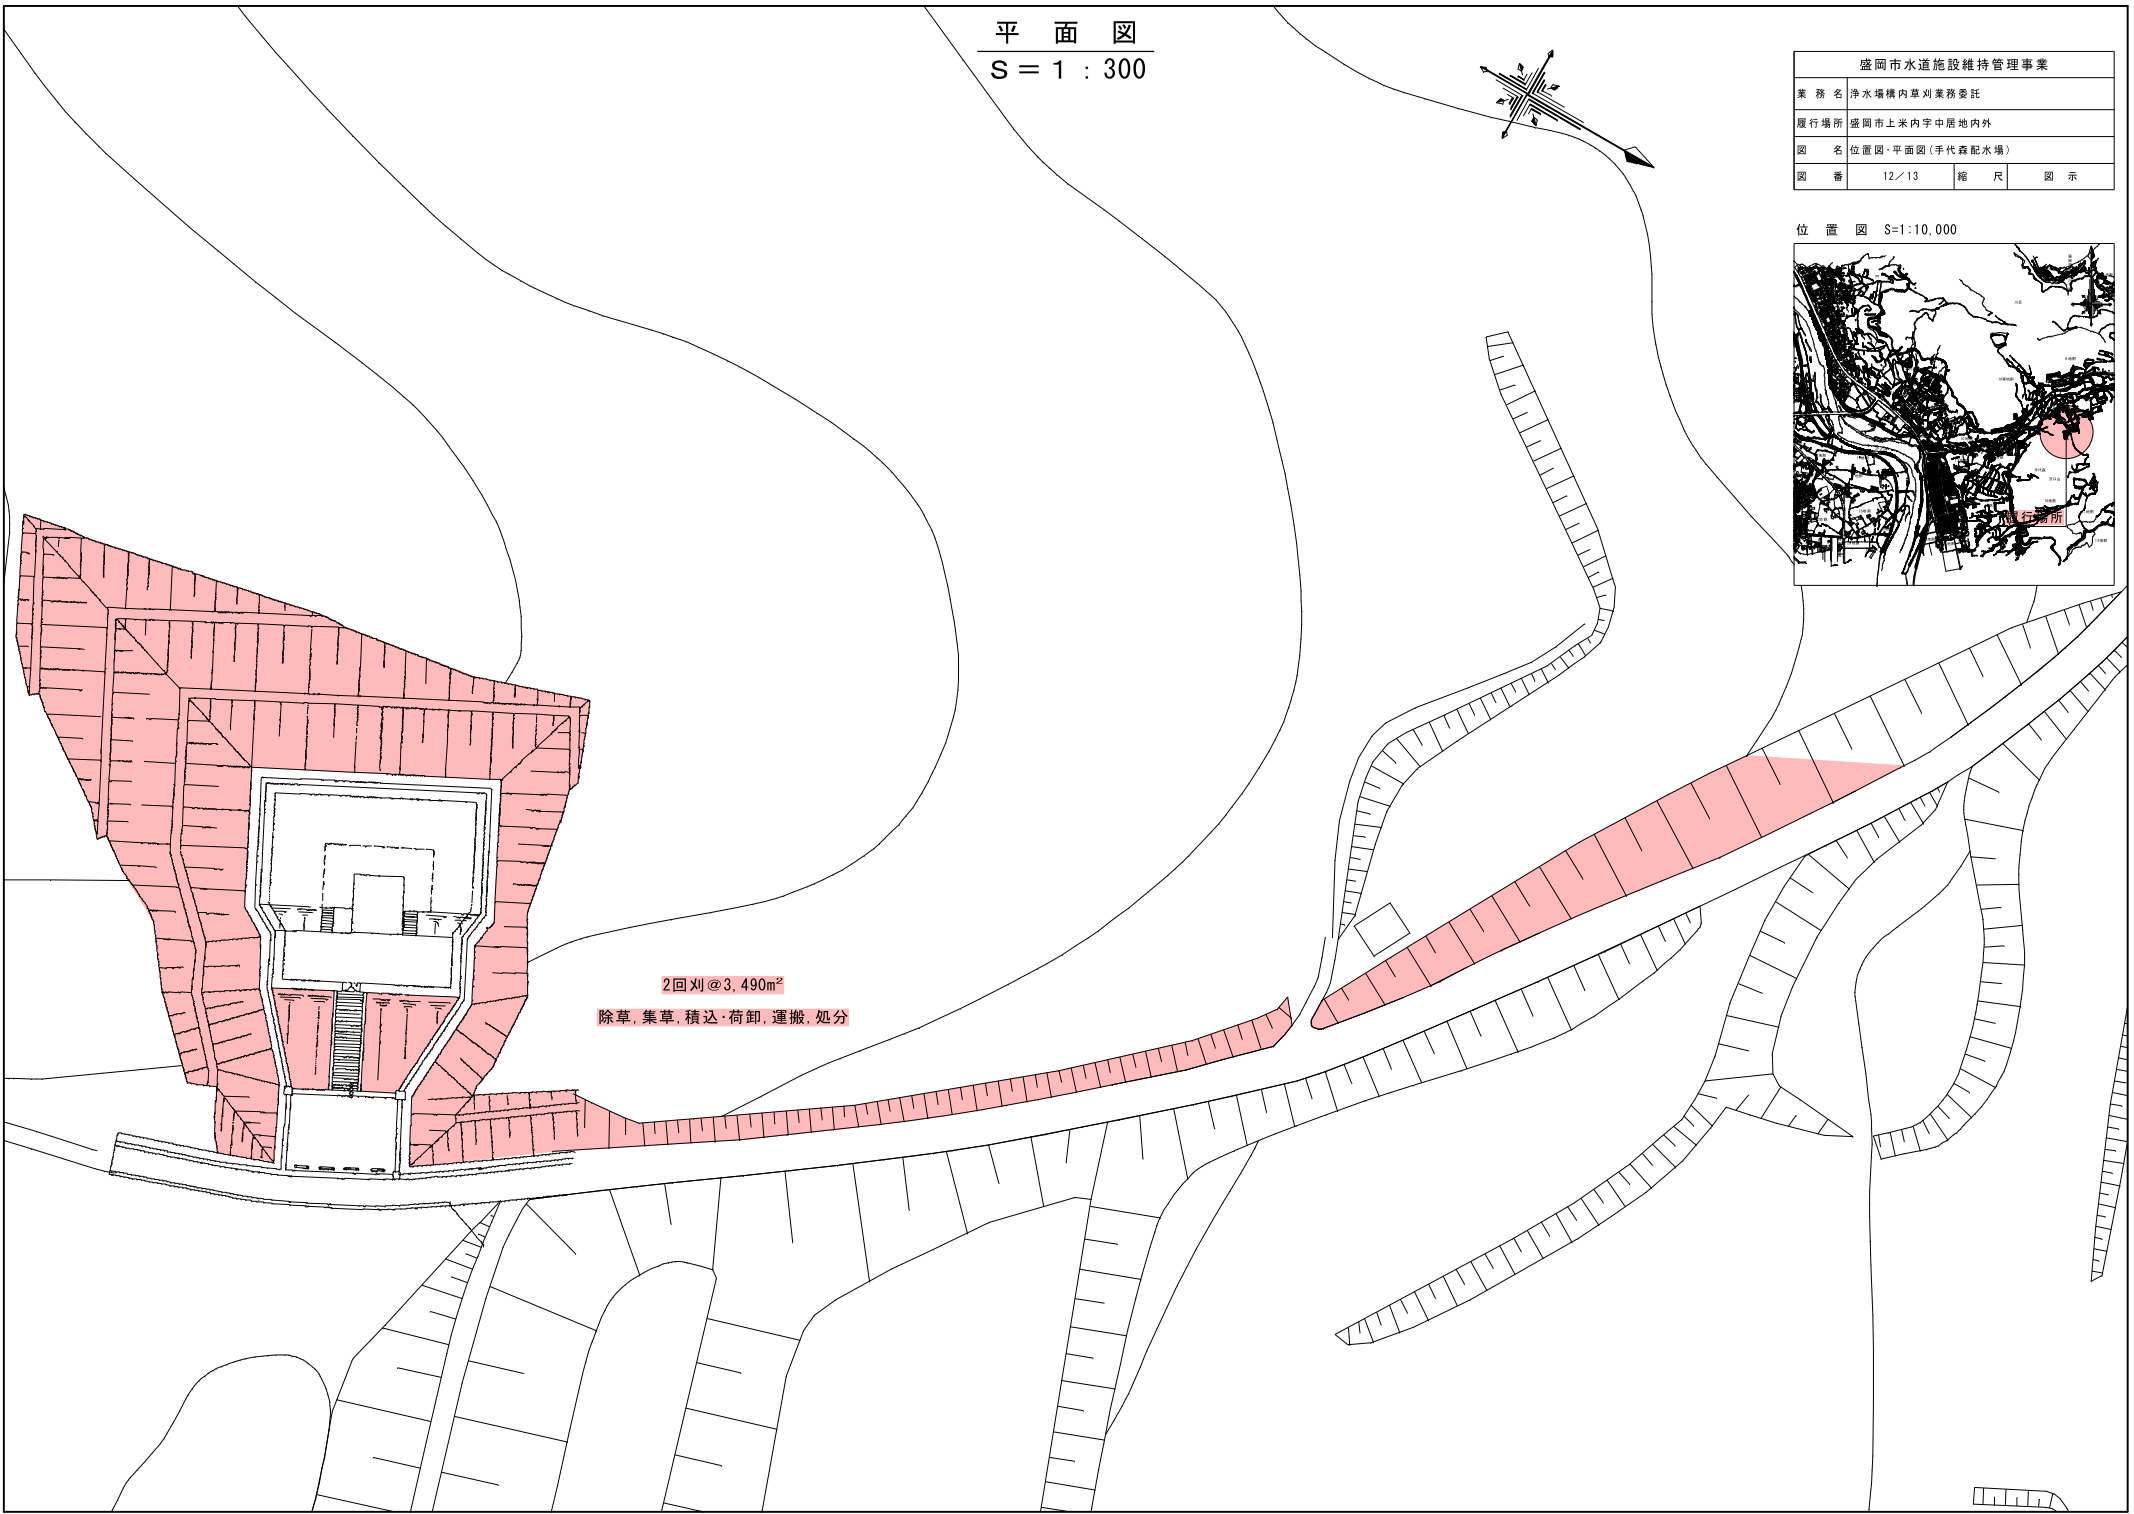 平 面 図
S=1:300
盛岡市水道施設維持管理事業
業務名 浄水場構内草刈業務委託
履行場所 盛岡市上米内字中居地内外
図 名 位置図・平面図(手代森配水場)
図 番 12/13 縮 尺 図 示
位 置 図 S=1:10,000
履行場所
2回刈@3,490m²
除草,集草,積込・荷卸,運搬,処分